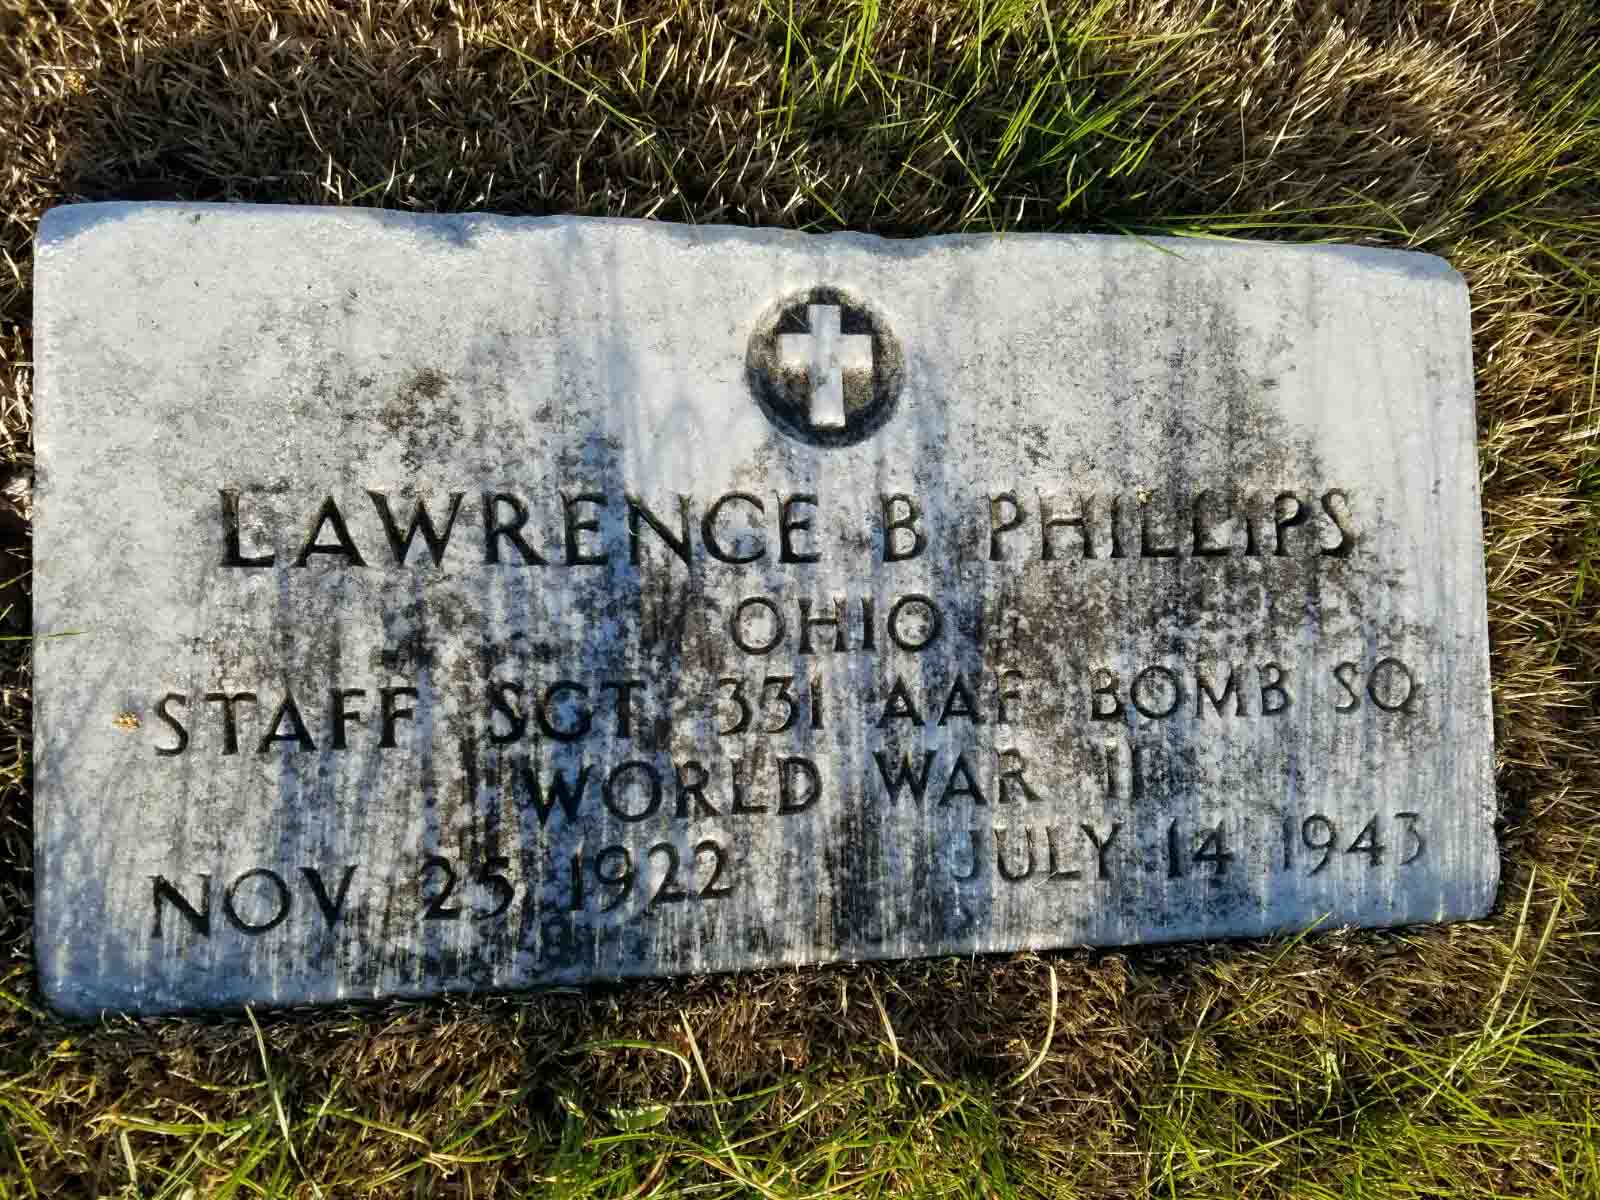 LAWRENCE B PHILLIPS
OHIO
STAFF SGT 331 AAF BOMB SQ
WORLD WAR II
NOV 25 1922 JULY 14 1943